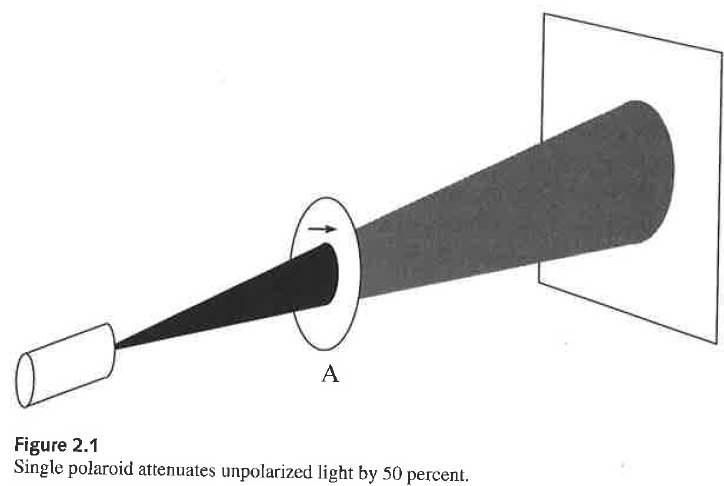 A
Figure 2.1
Single polaroid attenuates unpolarized light by 50 percent.